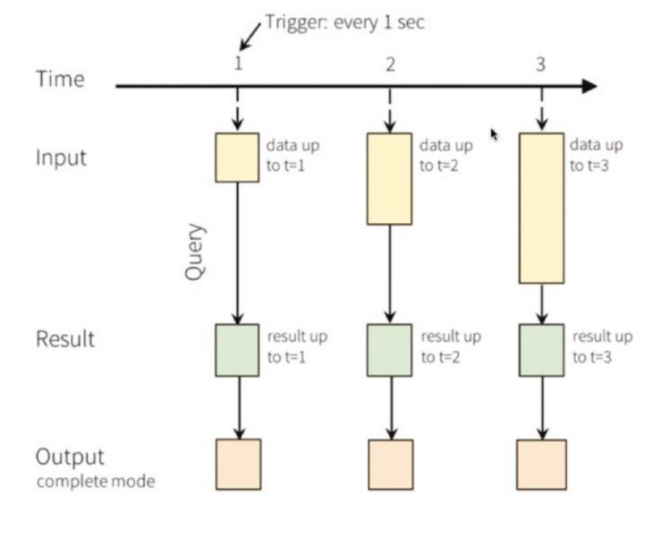 Trigger: every 1 sec
Time
1
2
3
Input
data up
to t=1
data up
to t=2
data up
to t=3
Query
Result
result up
to t=1
result up
to t=2
result up
to t=3
Output
complete mode